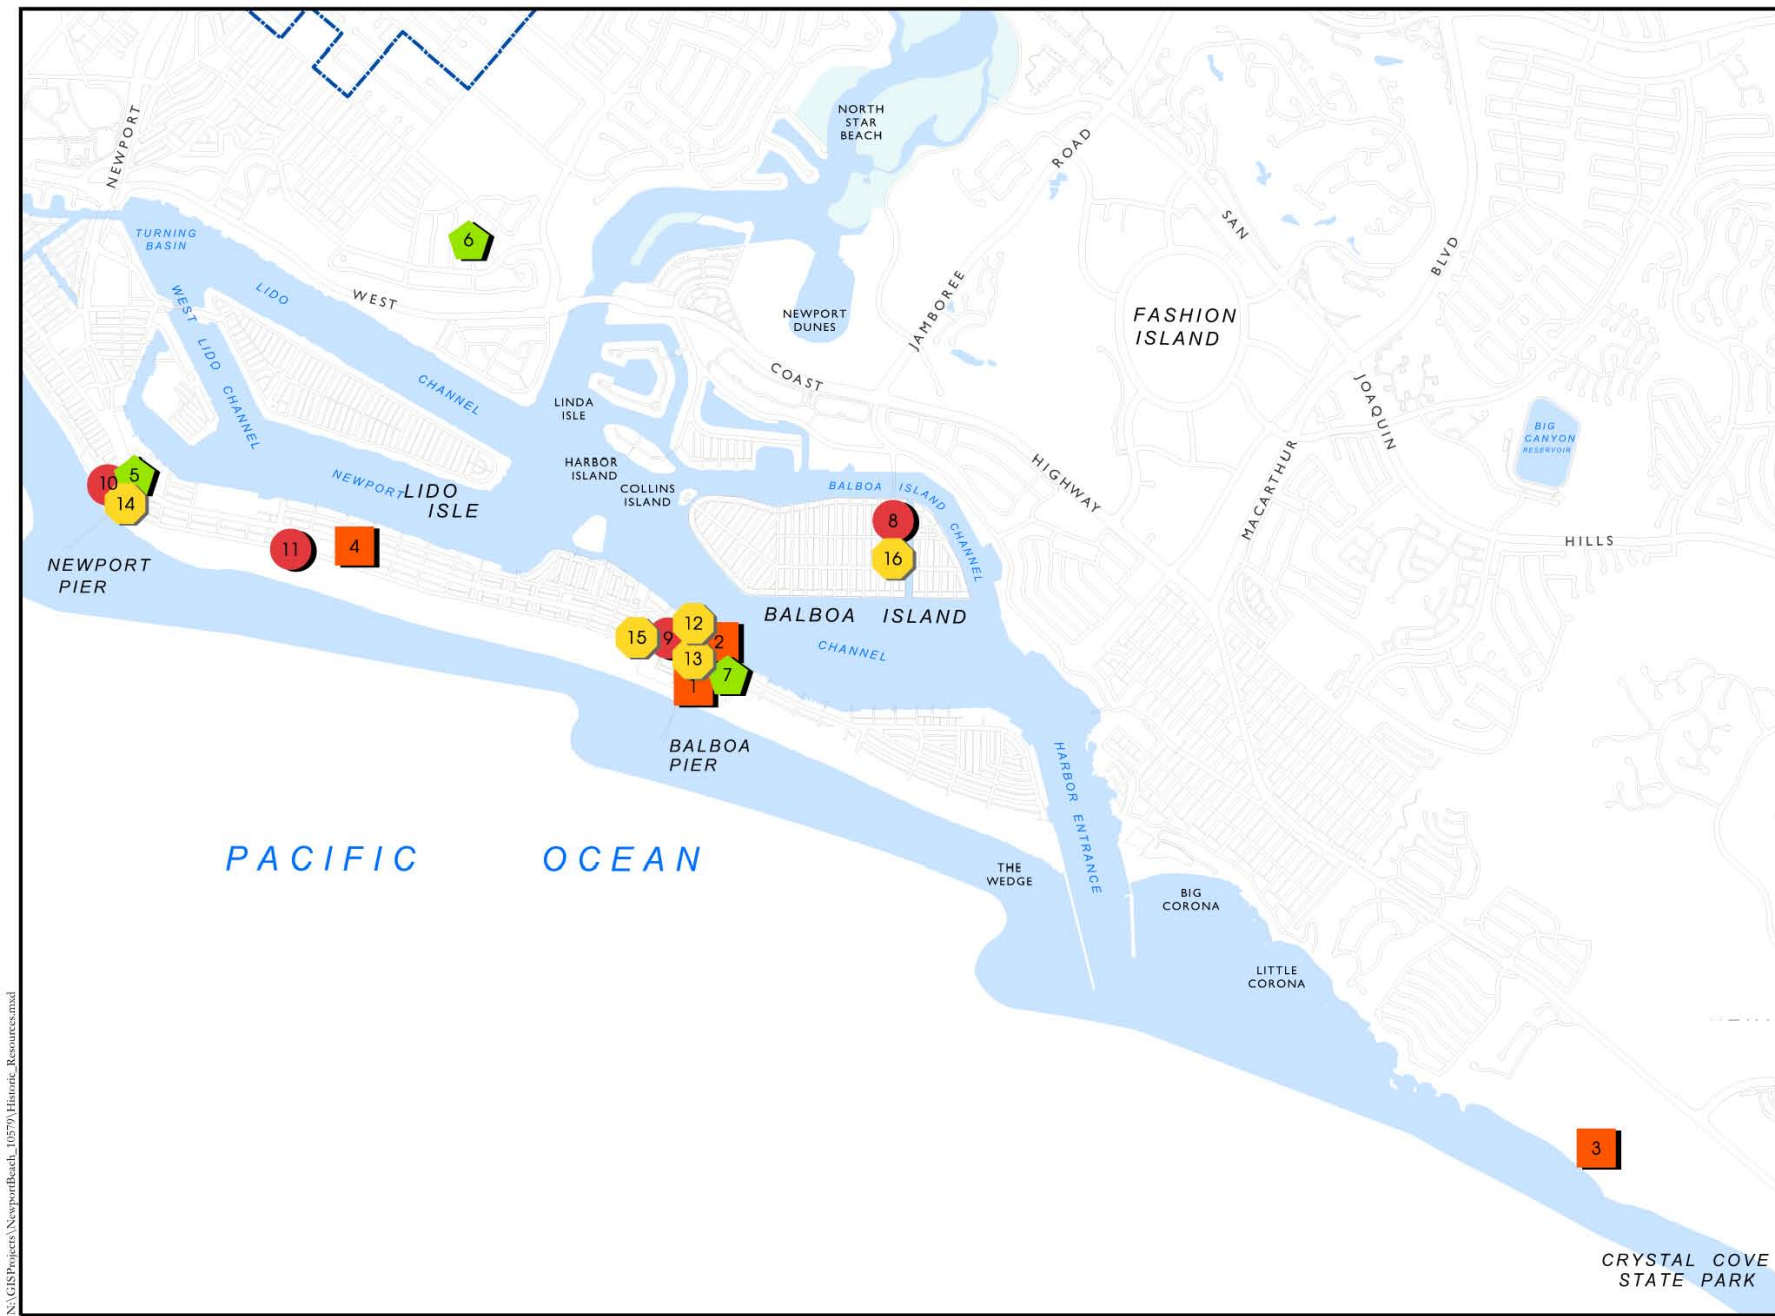 NORTH
STAR
BEACH
NEWPORT
ROAD
SAN
6
TURNING
BASIN
BLVD
LIDO
WEST
WEST LIDO CHANNEL
JAMBOREE
NEWPORT
DUNES
FASHION
ISLAND
CHANNEL
COAST
LINDA
ISLE
JOAQUIN
BIG
CANYON
RESERVOIR
HARBOR
ISLAND
COLLINS
ISLAND
HIGHWAY
MACARTHUR
10
5
14
NEWPORT
LIDO
ISLE
BALBOA ISLAND CHANNEL
8
16
11
4
HILLS
NEWPORT
PIER
BALBOA ISLAND
CHANNEL
15
9
12
2
13
7
1
BALBOA
PIER
HARBOR ENTRANCE
PACIFIC OCEAN
THE
WEDGE
BIG
CORONA
LITTLE
CORONA
3
CRYSTAL COVE
STATE PARK
N:\GISProjects\NewportBeach_10579\Historic_Resources.mxd